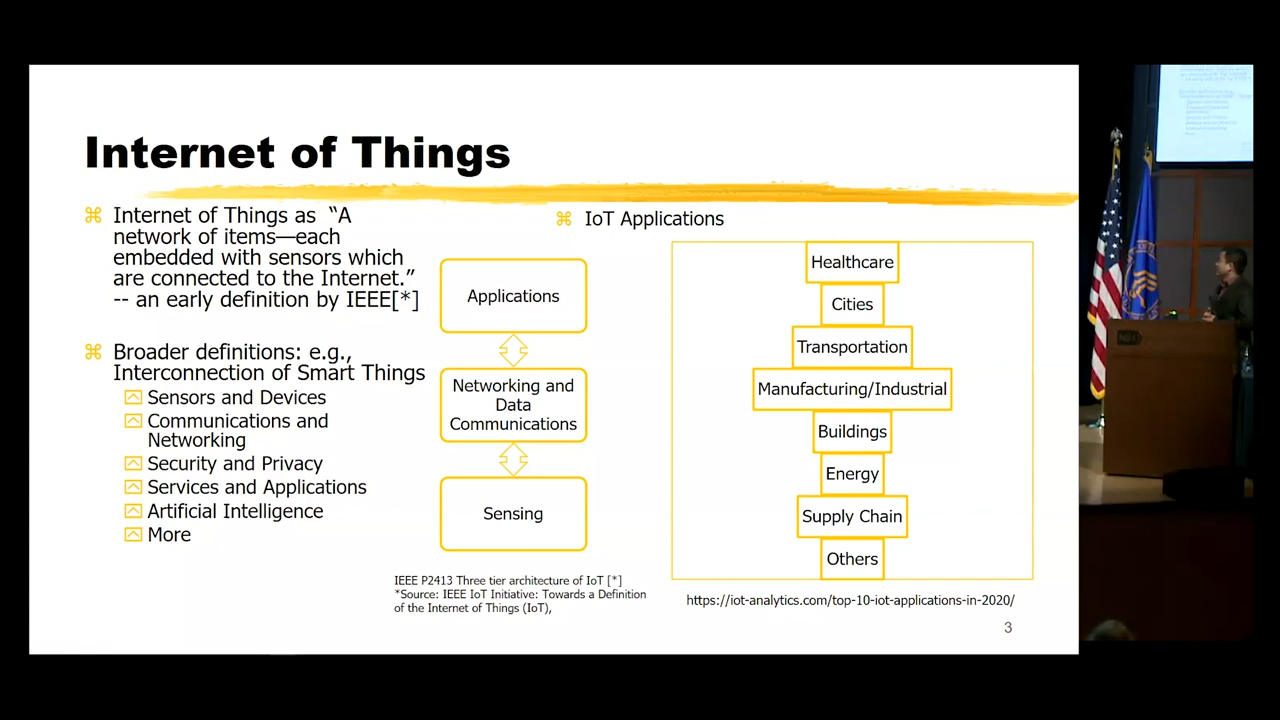 Internet of Things
Internet of Things as “A
network of items—each
embedded with sensors which
are connected to the Internet.”
-- an early definition by IEEE[*]
Broader definitions: e.g.,
Interconnection of Smart Things
Sensors and Devices
Communications and
Networking
Security and Privacy
Services and Applications
Artificial Intelligence
More
Applications
Networking and
Data
Communications
Sensing
IEEE P2413 Three tier architecture of IoT [*]
*Source: IEEE IoT Initiative: Towards a Definition
of the Internet of Things (IoT),
IoT Applications
Healthcare
Cities
Transportation
Manufacturing/Industrial
Buildings
Energy
Supply Chain
Others
https://iot-analytics.com/top-10-iot-applications-in-2020/
3